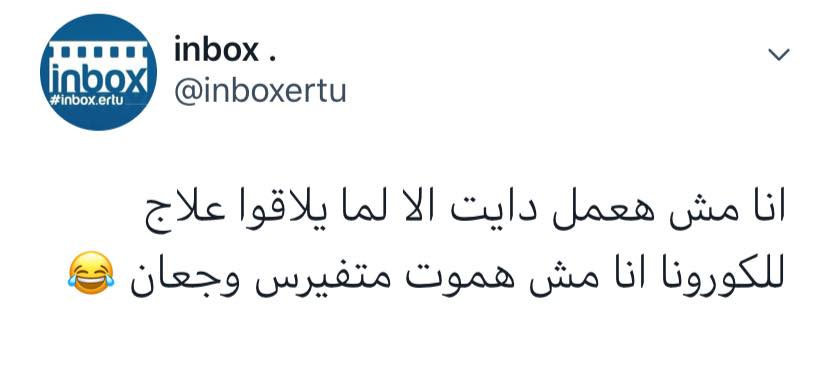 inbox .
inbox
#inbox.ertu
@inboxertu
انا مش هعمل دايت الا لما يلاقوا علاج
للكورونا انا مش هموت متفيرس وجعان 😂